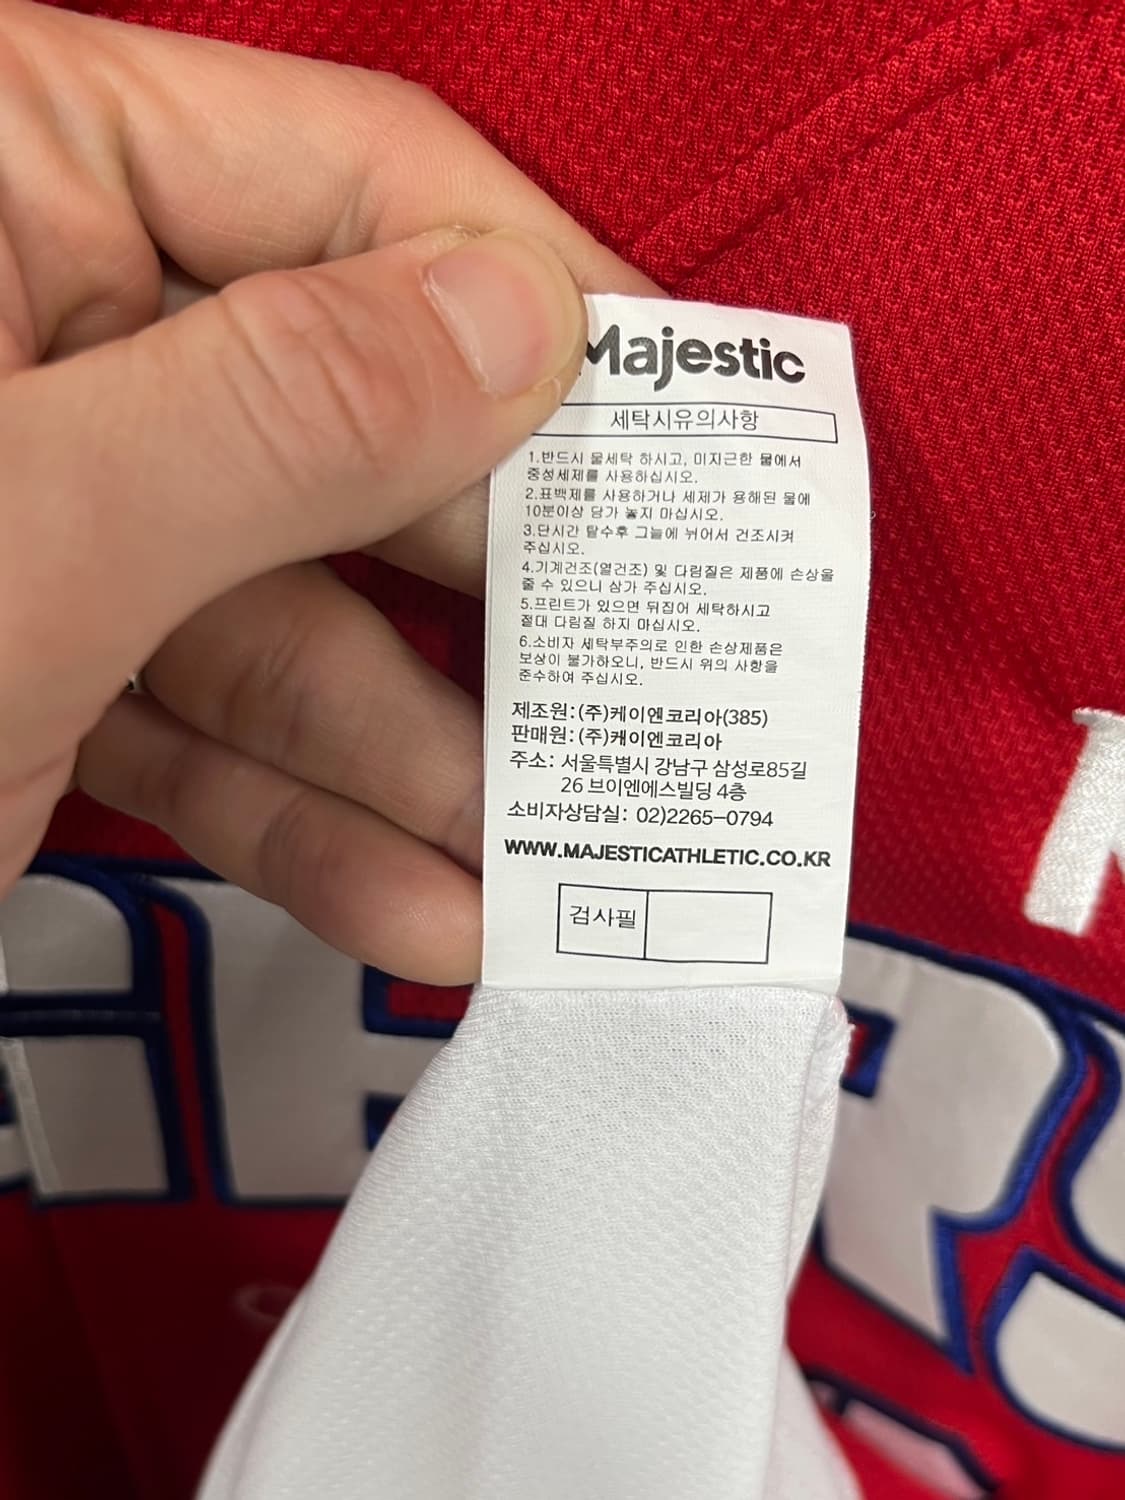 Majestic
세탁시유의사항
1.반드시 물세탁 하시고, 미지근한 물에서
중성세제를 사용하십시오.
2.표백제를 사용하거나 세제가 용해된 물에
10분이상 담가 놓지 마십시오.
3.단시간 탈수후 그늘에 뉘어서 건조시켜
주십시오.
4.기계건조(열건조) 및 다림질은 제품에 손상을
줄 수 있으니 삼가 주십시오.
5.프린트가 있으면 뒤집어 세탁하시고
절대 다림질 하지 마십시오.
6.소비자 세탁부주의로 인한 손상제품은
보상이 불가하오니, 반드시 위의 사항을
준수하여 주십시오.
제조원:(주)케이엔코리아(385)
판매원:(주)케이엔코리아
주소: 서울특별시 강남구 삼성로85길
26 브이엔에스빌딩 4층
소비자상담실: 02)2265-0794
WWW.MAJESTICATHLETIC.CO.KR
검사필